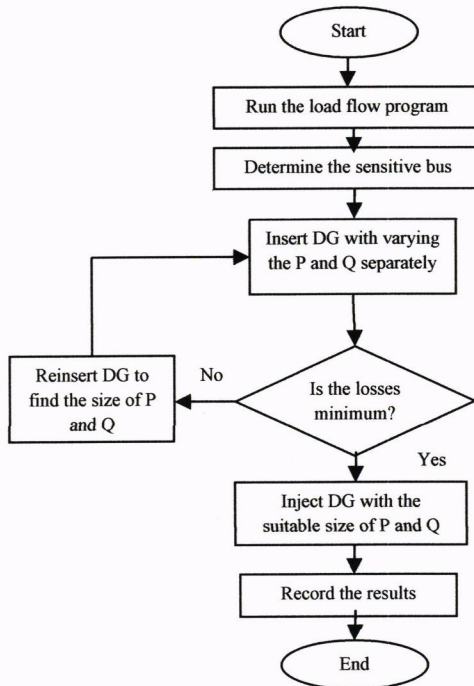 Start
Run the load flow program
Determine the sensitive bus
Insert DG with varying
the P and Q separately
Is the losses
minimum?
No
Reinsert DG to
find the size of P
and Q
Yes
Inject DG with the
suitable size of P and Q
Record the results
End